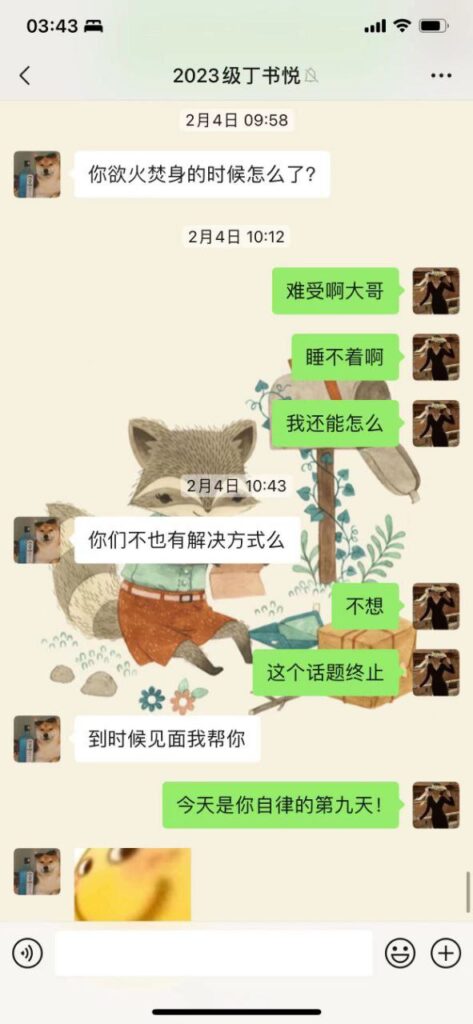 03:43
2023级丁书悦
2月4日 09:58
你欲火焚身的时候怎么了?
2月4日 10:12
难受啊大哥
睡不着啊
我还能怎么
2月4日 10:43
你们不也有解决方式么
不想
这个话题终止
到时候见面我帮你
今天是你自律的第九天!